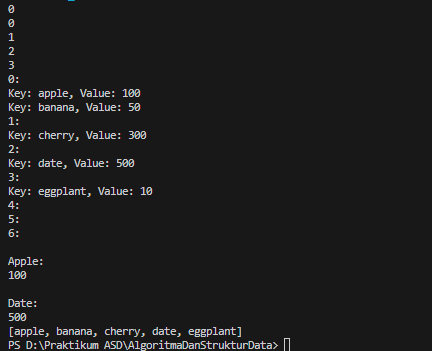 0
0
1
2
3
0:
Key: apple, Value: 100
Key: banana, Value: 50
1:
Key: cherry, Value: 300
2:
Key: date, Value: 500
3:
Key: eggplant, Value: 10
4:
5:
6:
Apple:
100
Date:
500
[apple, banana, cherry, date, eggplant]
PS D:\Praktikum ASD\AlgoritmaDanStrukturData>